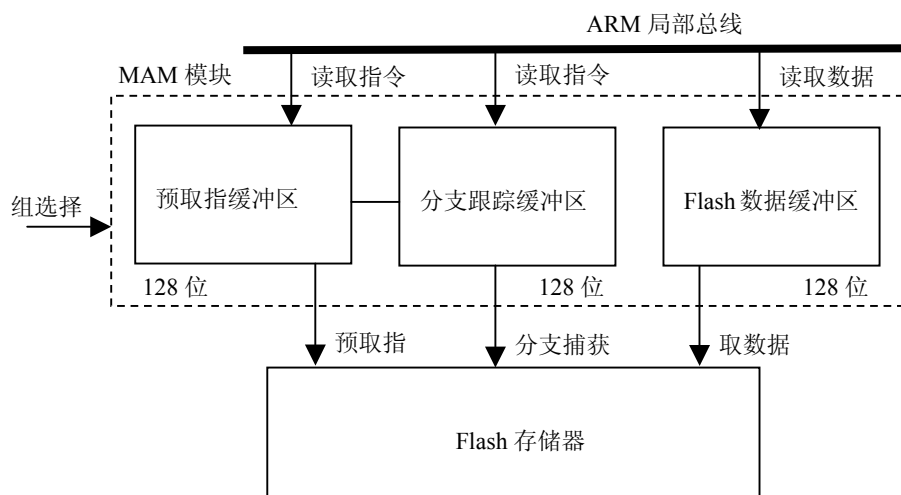 ARM 局部总线
MAM 模块
读取指令
读取指令
读取数据
组选择
预取指缓冲区
分支跟踪缓冲区
Flash 数据缓冲区
128 位
128 位
128 位
预取指
分支捕获
取数据
Flash 存储器